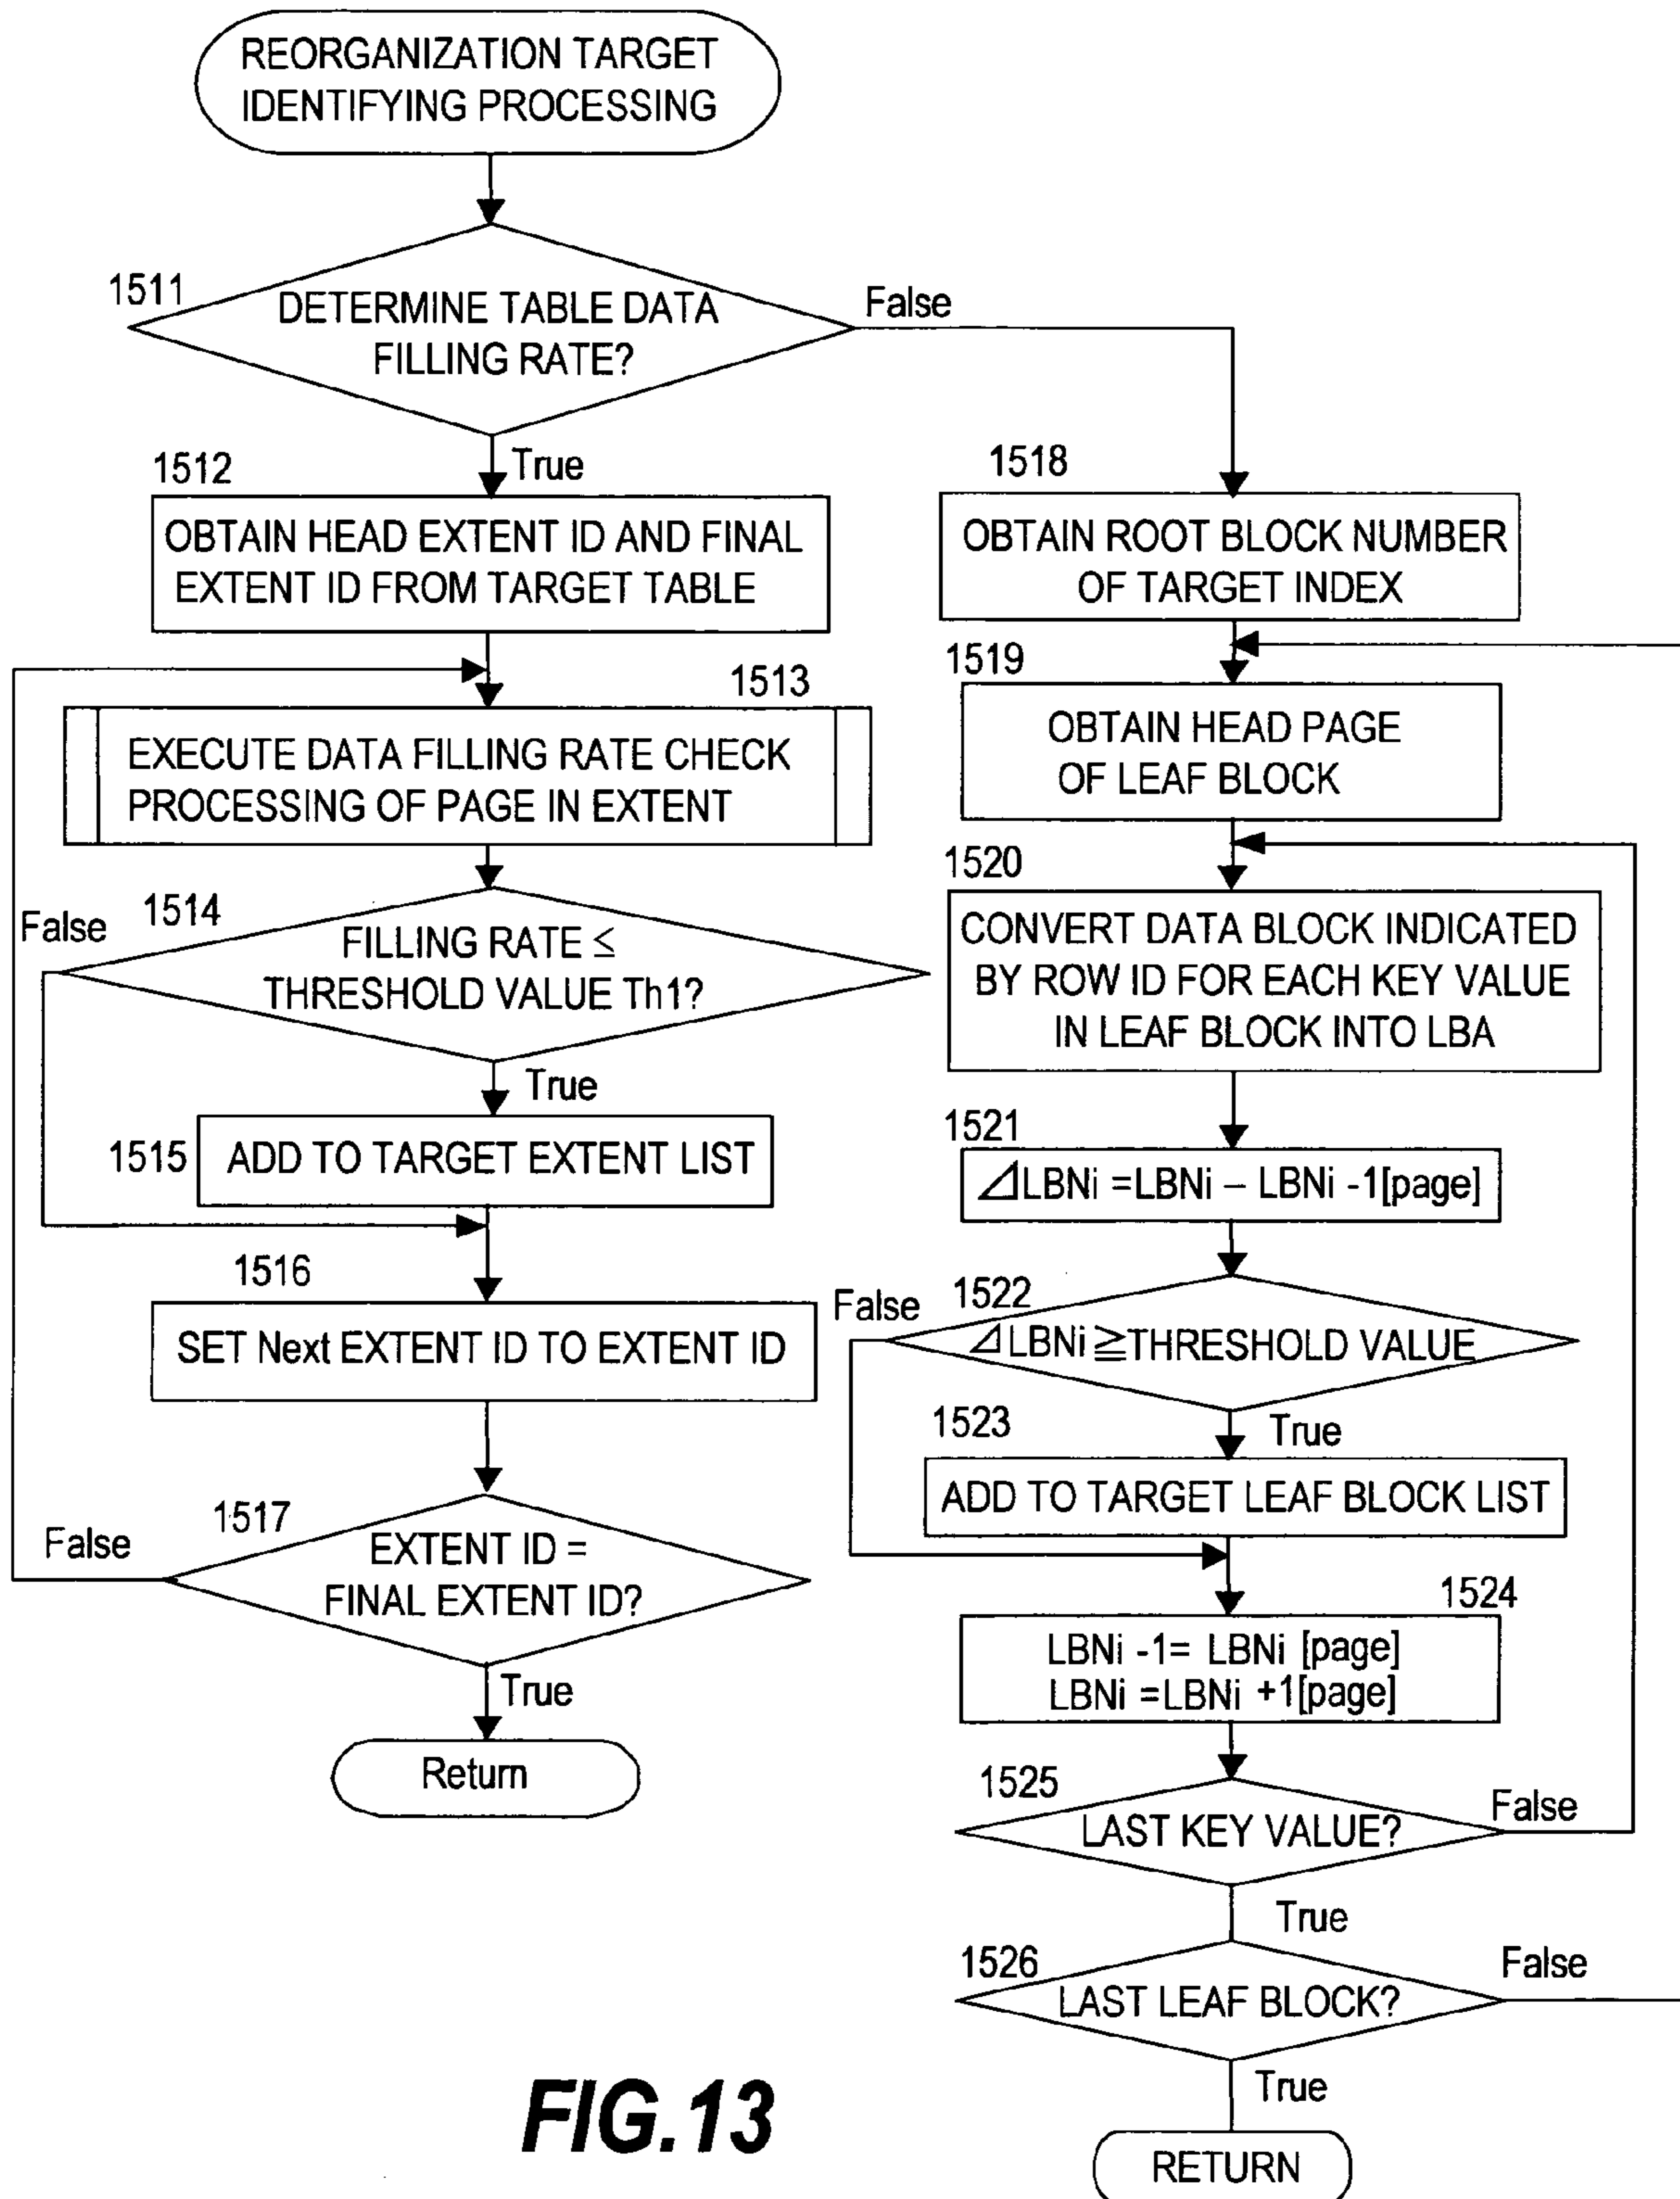 REORGANIZATION TARGET
IDENTIFYING PROCESSING
1511
DETERMINE TABLE DATA
FILLING RATE?
False
True
1512
OBTAIN HEAD EXTENT ID AND FINAL
EXTENT ID FROM TARGET TABLE
1513
EXECUTE DATA FILLING RATE CHECK
PROCESSING OF PAGE IN EXTENT
1514
False
FILLING RATE ≤
THRESHOLD VALUE Th1?
True
1515
ADD TO TARGET EXTENT LIST
1516
SET Next EXTENT ID TO EXTENT ID
1517
False
EXTENT ID =
FINAL EXTENT ID?
True
Return
1518
OBTAIN ROOT BLOCK NUMBER
OF TARGET INDEX
1519
OBTAIN HEAD PAGE
OF LEAF BLOCK
1520
CONVERT DATA BLOCK INDICATED
BY ROW ID FOR EACH KEY VALUE
IN LEAF BLOCK INTO LBA
1521
⊿LBNi =LBNi – LBNi -1[page]
1522
False
⊿LBNi ≧THRESHOLD VALUE
True
1523
ADD TO TARGET LEAF BLOCK LIST
1524
LBNi -1= LBNi [page]
LBNi =LBNi +1[page]
1525
LAST KEY VALUE?
False
True
1526
LAST LEAF BLOCK?
False
True
RETURN
FIG.13